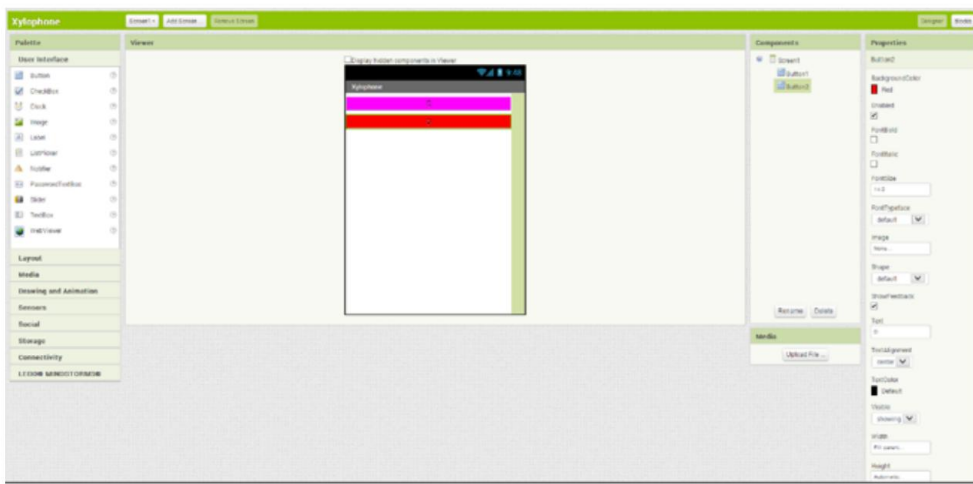 Xylophone
Screen1
Add Screen ...
Remove Screen
Designer
Blocks
Palette
User Interface
Button
CheckBox
Clock
Image
Label
ListPicker
Notifier
PasswordTextBox
Slider
TextBox
WebViewer
Layout
Media
Drawing and Animation
Sensors
Social
Storage
Connectivity
LEGO® MINDSTORMS®
Viewer
Display hidden components in Viewer
9:48
Xylophone
Components
Screen1
Button1
Button2
Rename
Delete
Media
Upload File ...
Properties
Button2
BackgroundColor
Red
Enabled
FontBold
FontItalic
FontSize
14.0
FontTypeface
default
Image
None...
Shape
default
ShowFeedback
Text
TextAlignment
center
TextColor
Default
Visible
showing
Width
Fill parent...
Height
Automatic...